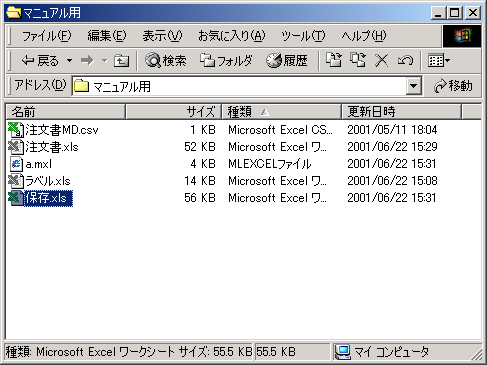 マニュアル用
ファイル(F) 編集(E) 表示(V) お気に入り(A) ツール(T) ヘルプ(H)
戻る 検索 フォルダ 履歴
アドレス(D) マニュアル用 移動
名前 サイズ 種類 更新日時
注文書MD.csv 1 KB Microsoft Excel CS... 2001/05/11 18:04
注文書.xls 52 KB Microsoft Excel ワ... 2001/06/22 15:29
a.mxl 4 KB MLEXCELファイル 2001/06/22 15:31
ラベル.xls 14 KB Microsoft Excel ワ... 2001/06/22 15:08
保存.xls 56 KB Microsoft Excel ワ... 2001/06/22 15:31
種類: Microsoft Excel ワークシート サイズ: 55.5 KB 55.5 KB マイ コンピュータ